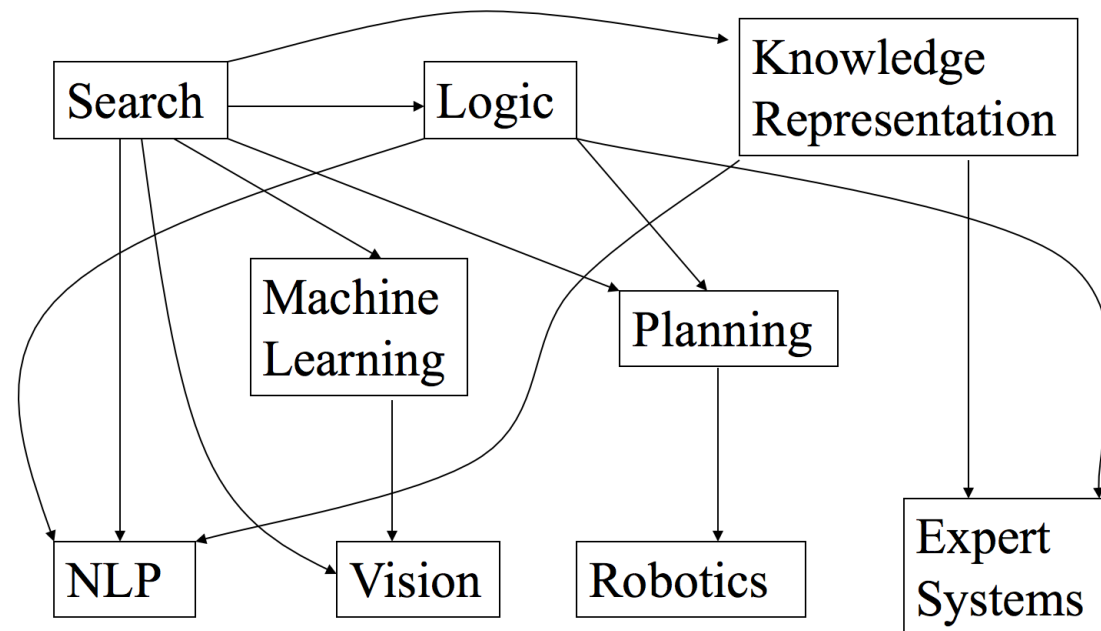 Search
Logic
Knowledge
Representation
Machine
Learning
Planning
NLP
Vision
Robotics
Expert
Systems